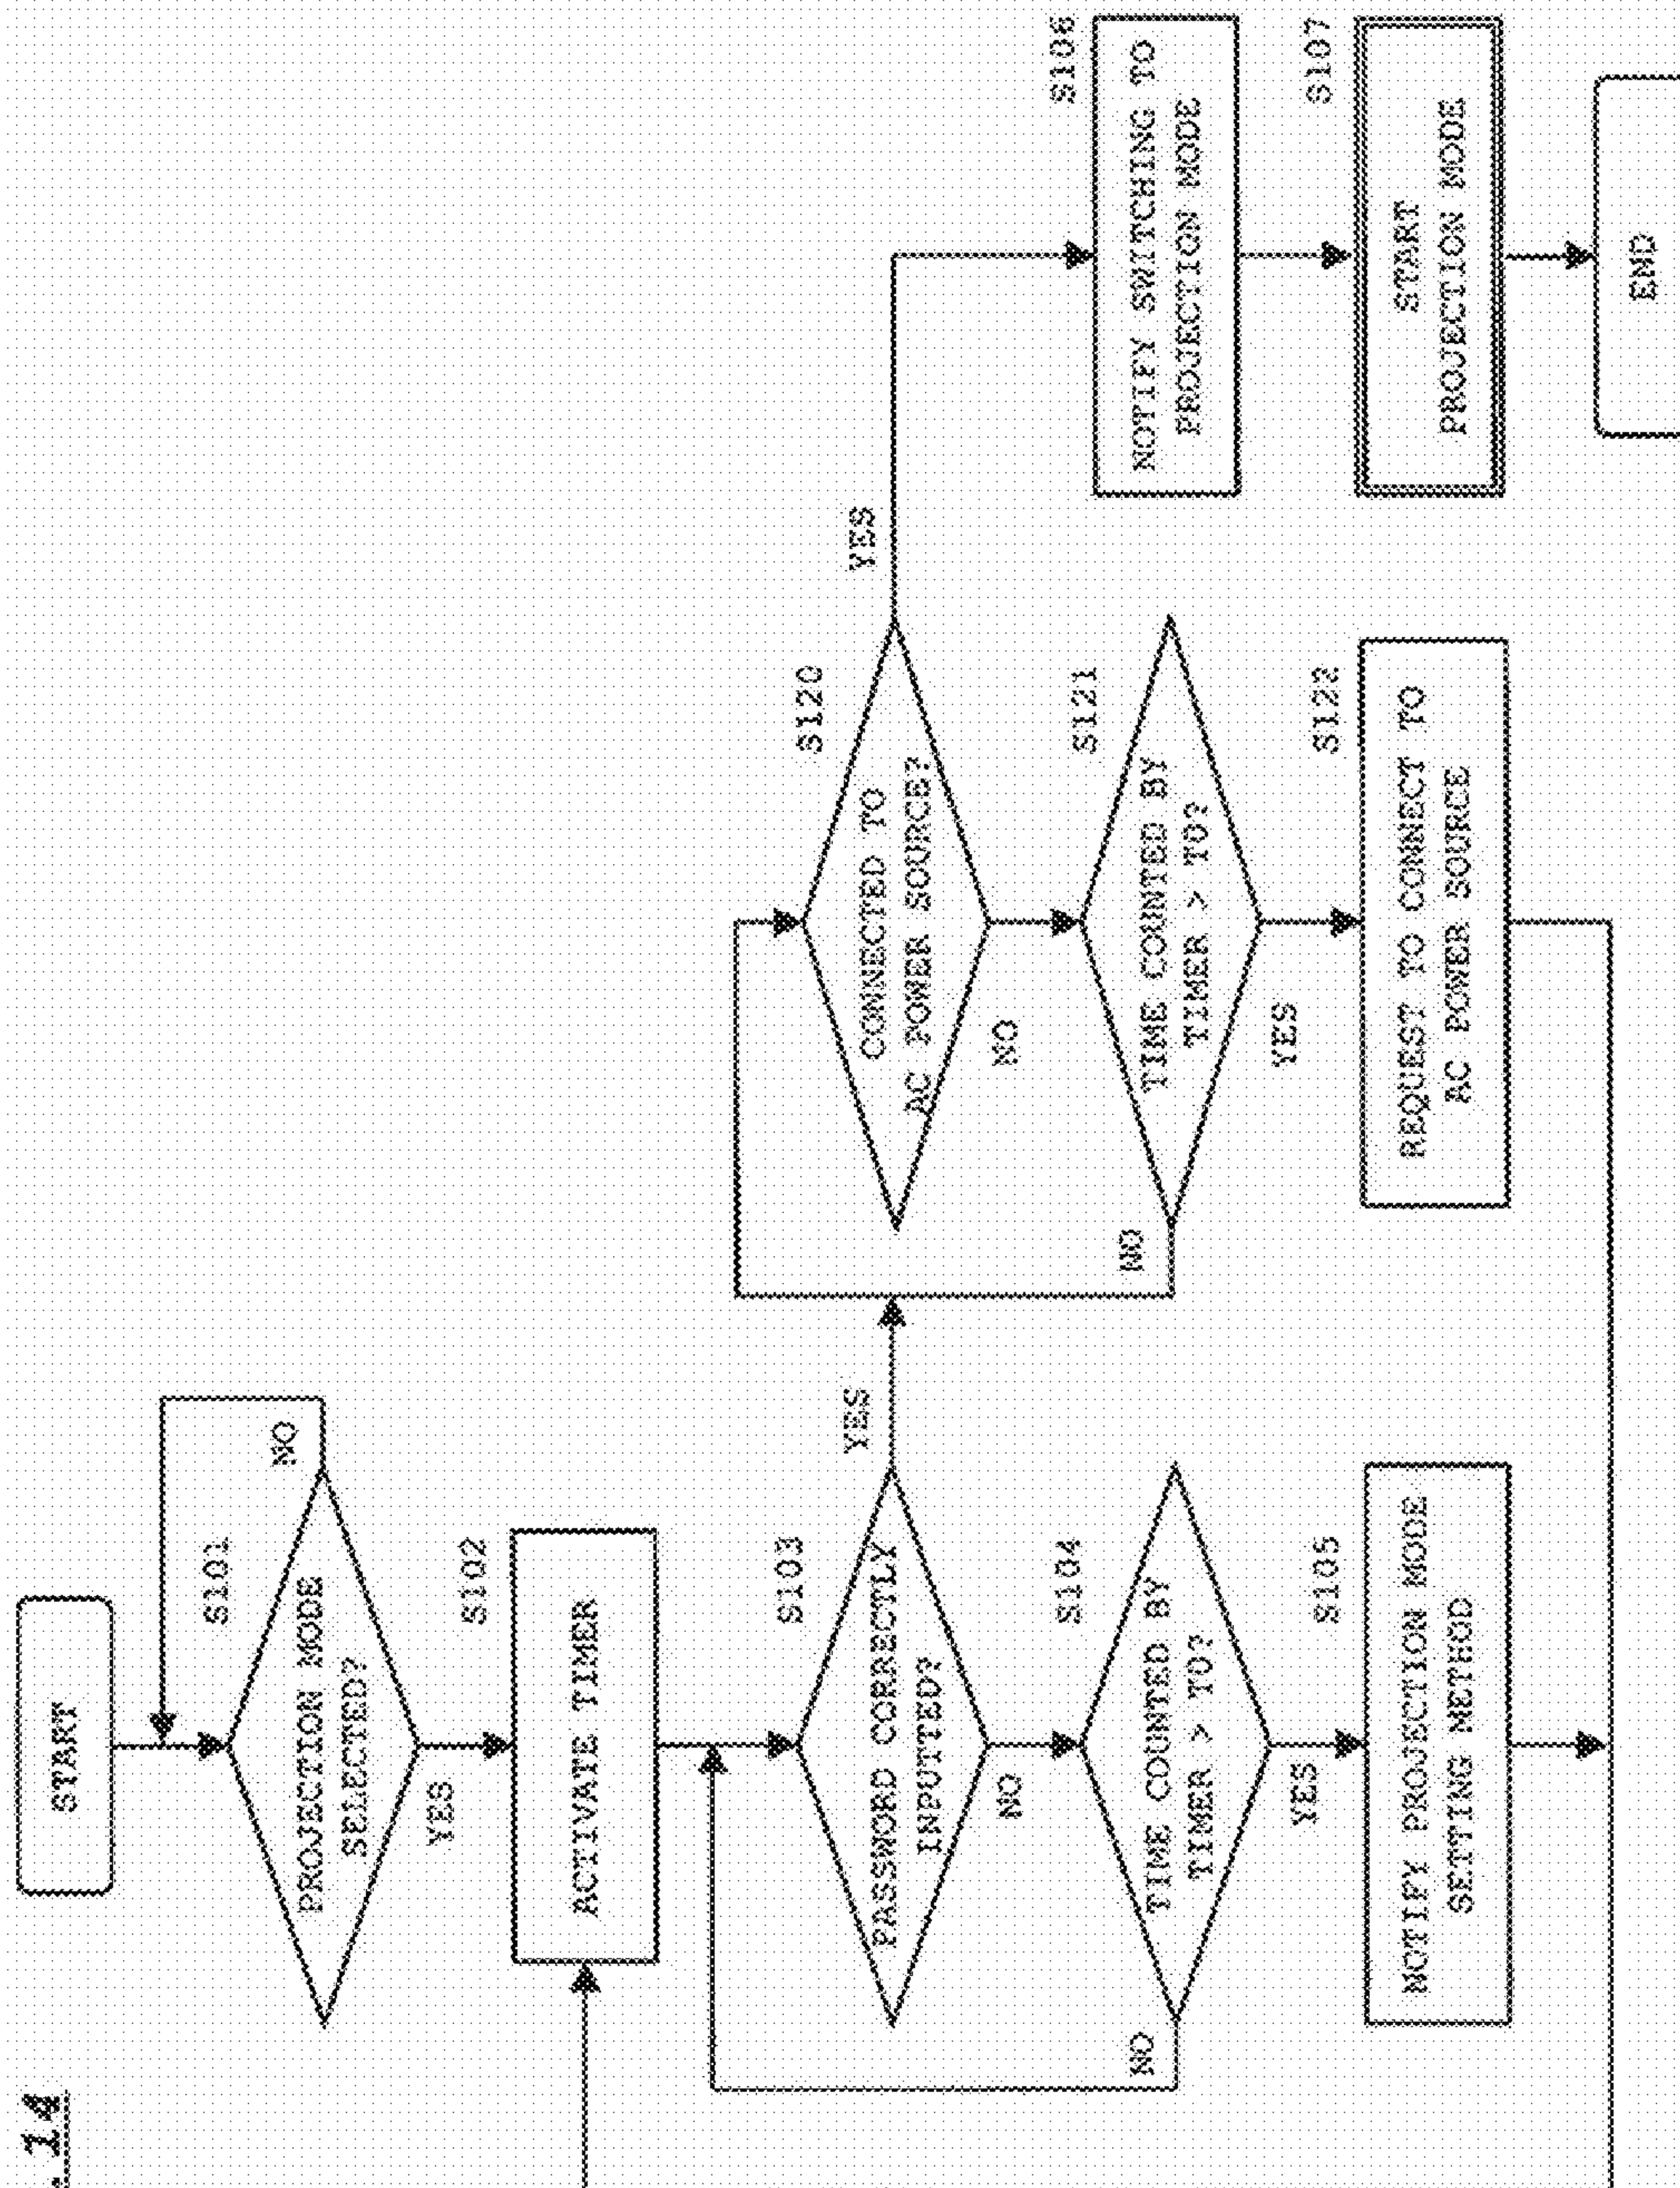 . 14
START
S101
PROJECTION MODE
SELECTED?
NO
YES
S102
ACTIVATE TIMER
S103
PASSWORD CORRECTLY
INPUTTED?
YES
NO
S104
TIME COUNTED BY
TIMER > T0?
NO
YES
S105
NOTIFY PROJECTION MODE
SETTING METHOD
S120
CONNECTED TO
AC POWER SOURCE?
YES
NO
S121
TIME COUNTED BY
TIMER > T0?
NO
YES
S122
REQUEST TO CONNECT TO
AC POWER SOURCE
S106
NOTIFY SWITCHING TO
PROJECTION MODE
S107
START
PROJECTION MODE
END